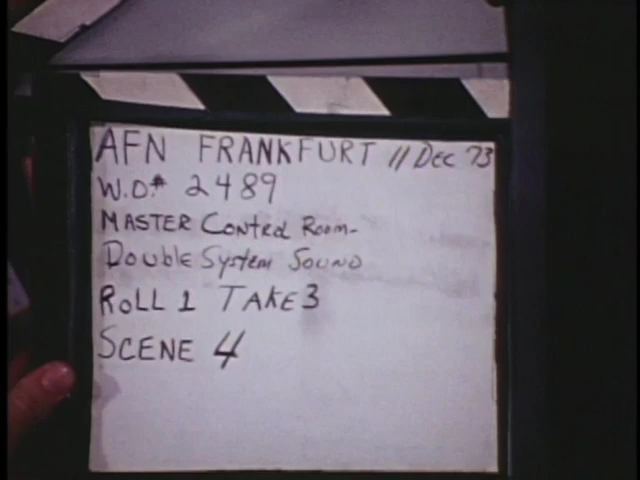 AFN FRANKFURT 11 DEC 73
W.O# 2489
MASTER CONTROL ROOM-
DOUBLE SYSTEM SOUND
ROLL 1 TAKE 3
SCENE 4